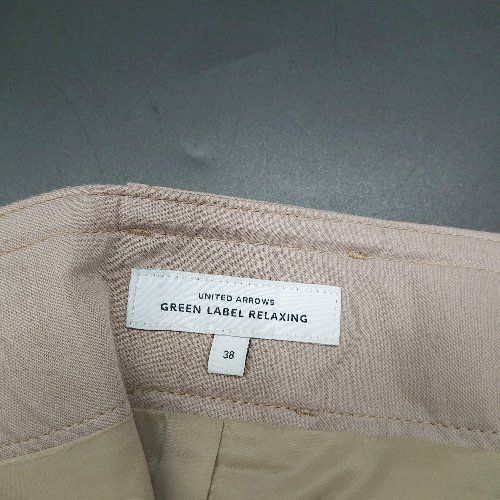 UNITED ARROWS
GREEN LABEL RELAXING
38